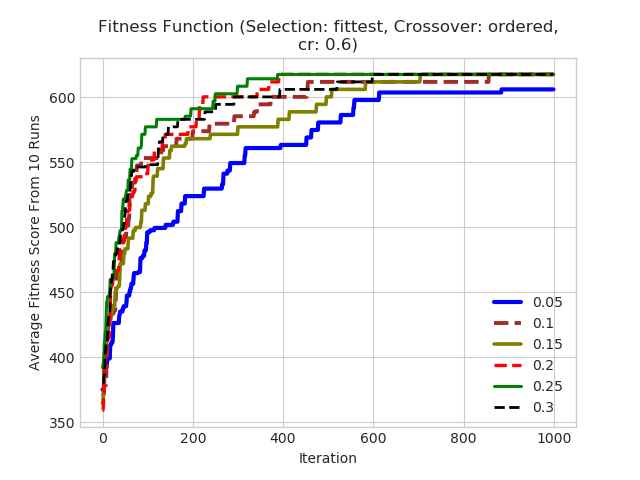 Fitness Function (Selection: fittest, Crossover: ordered,
cr: 0.6)
Average Fitness Score From 10 Runs
600
550
500
450
400
350
0.05
0.1
0.15
0.2
0.25
0.3
0 200 400 600 800 1000
Iteration